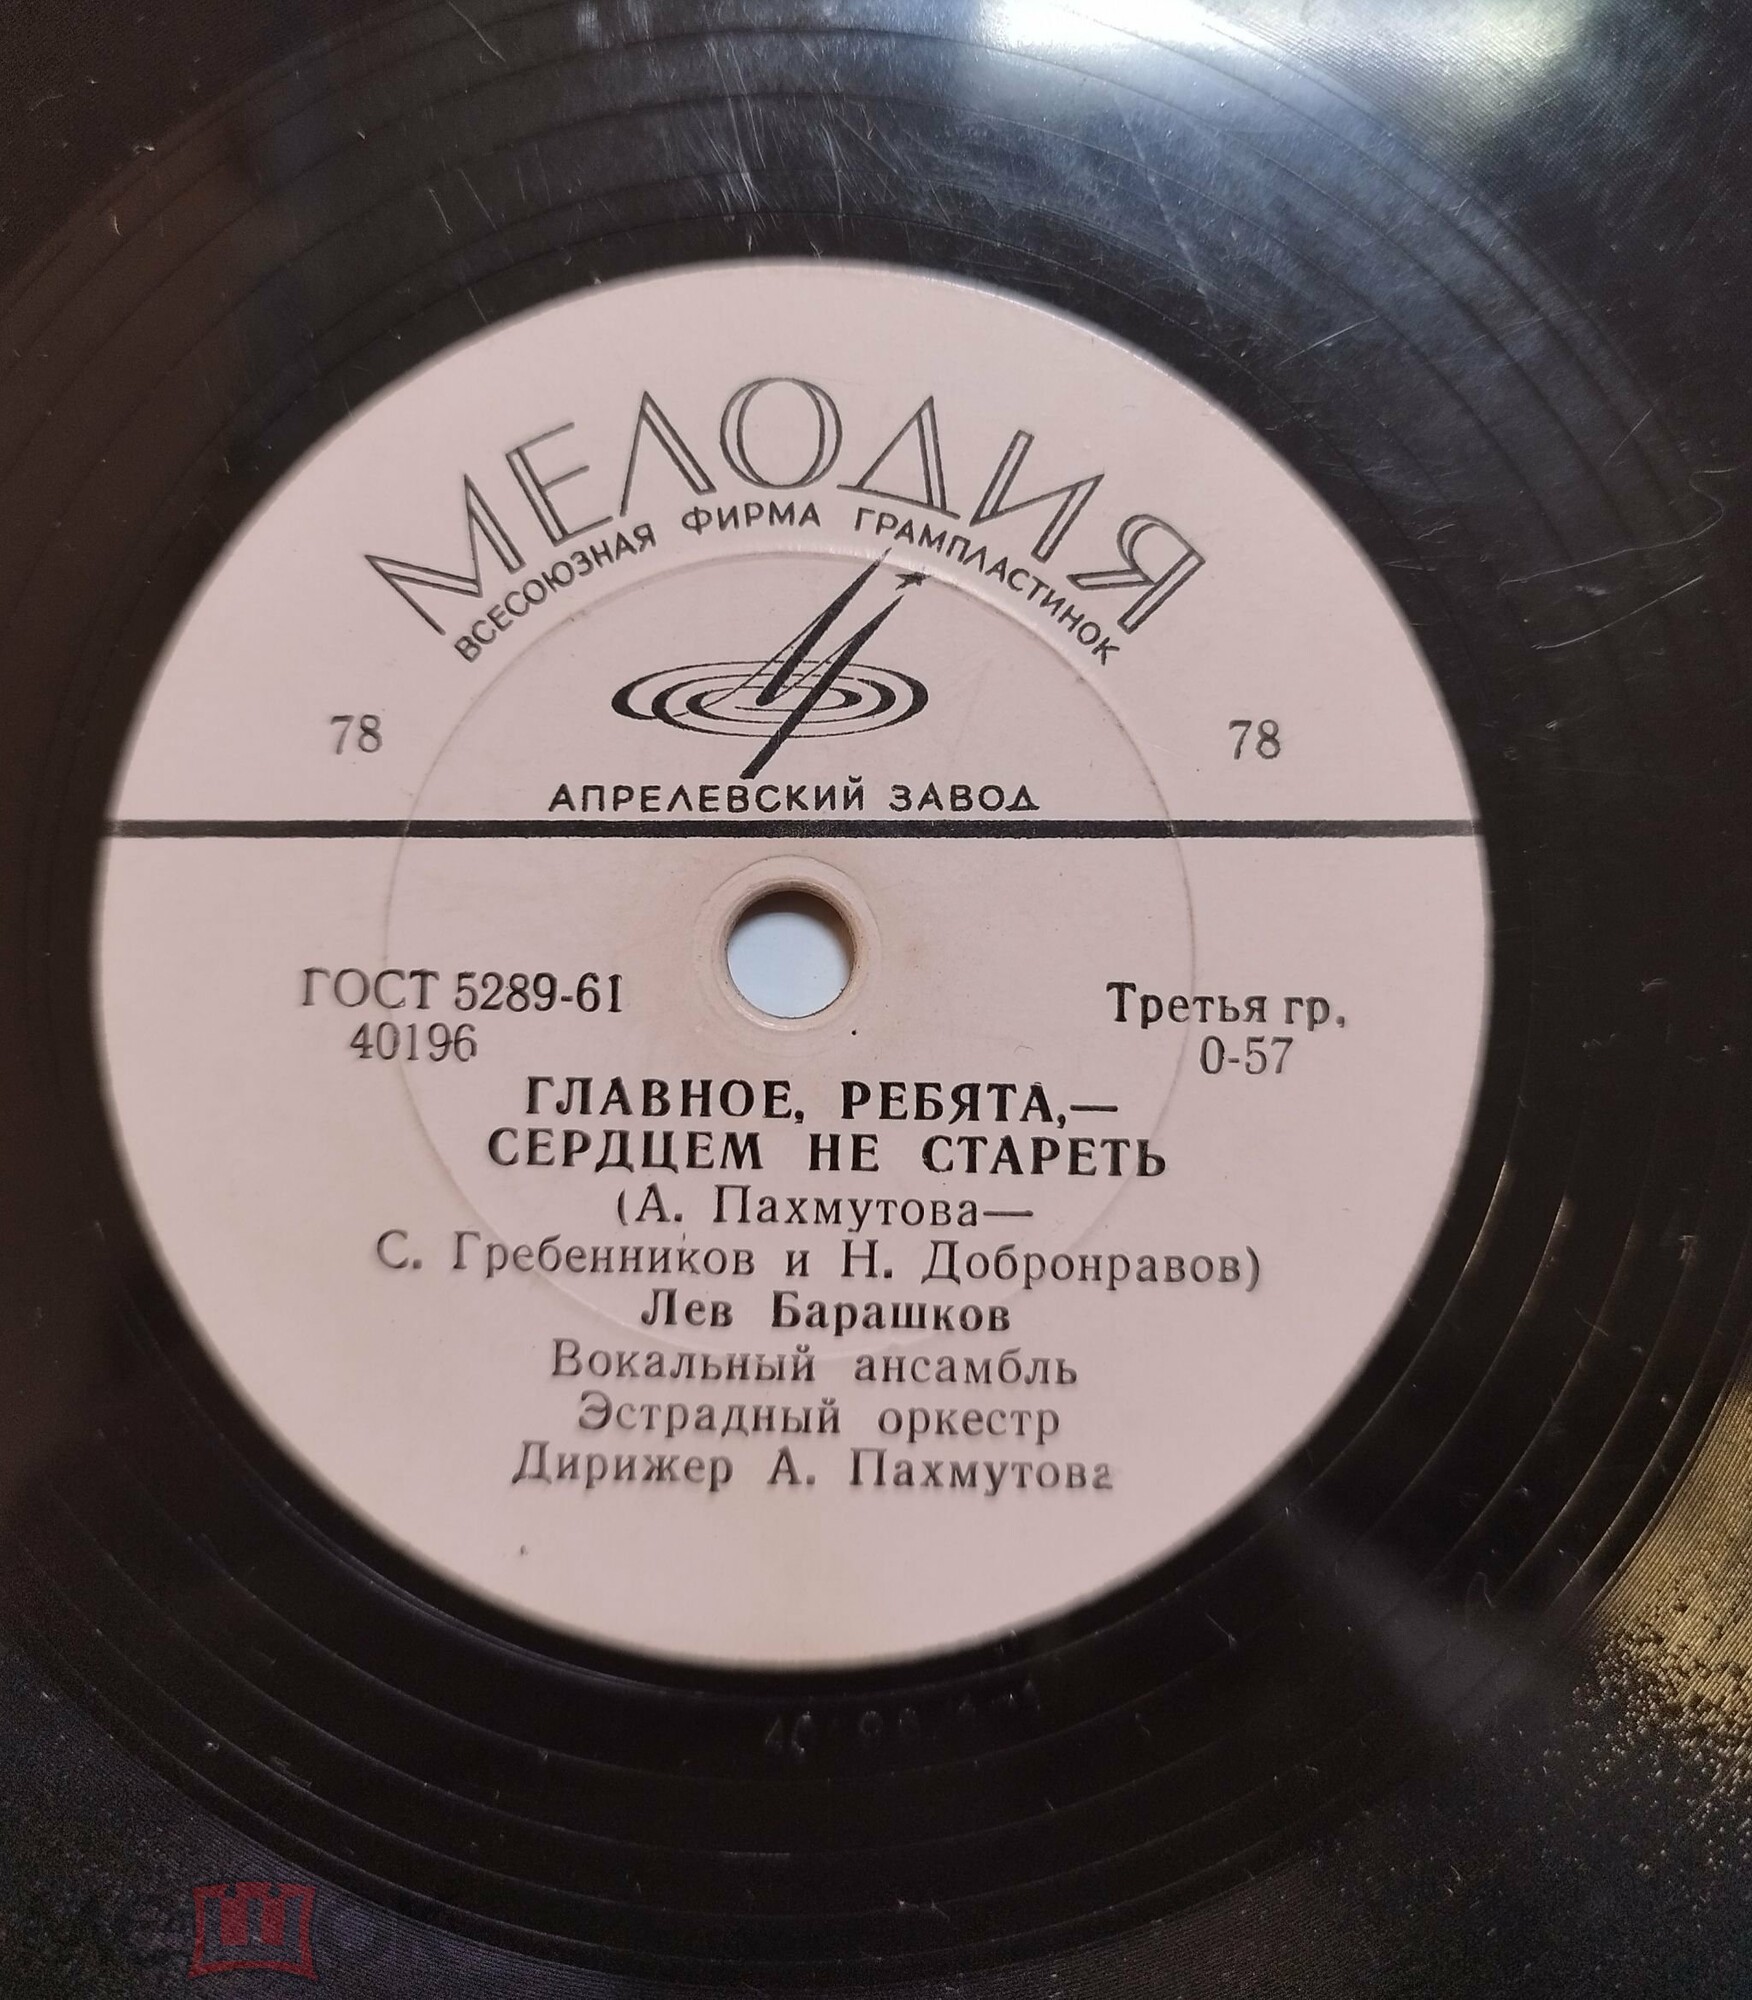 МЕЛОДИЯ
ВСЕСОЮЗНАЯ ФИРМА ГРАМПЛАСТИНОК
78 78
АПРЕЛЕВСКИЙ ЗАВОД
ГОСТ 5289-61 Третья гр.
40196 0-57
ГЛАВНОЕ, РЕБЯТА,—
СЕРДЦЕМ НЕ СТАРЕТЬ
(А. Пахмутова—
С. Гребенников и Н. Добронравов)
Лев Барашков
Вокальный ансамбль
Эстрадный оркестр
Дирижер А. Пахмутова